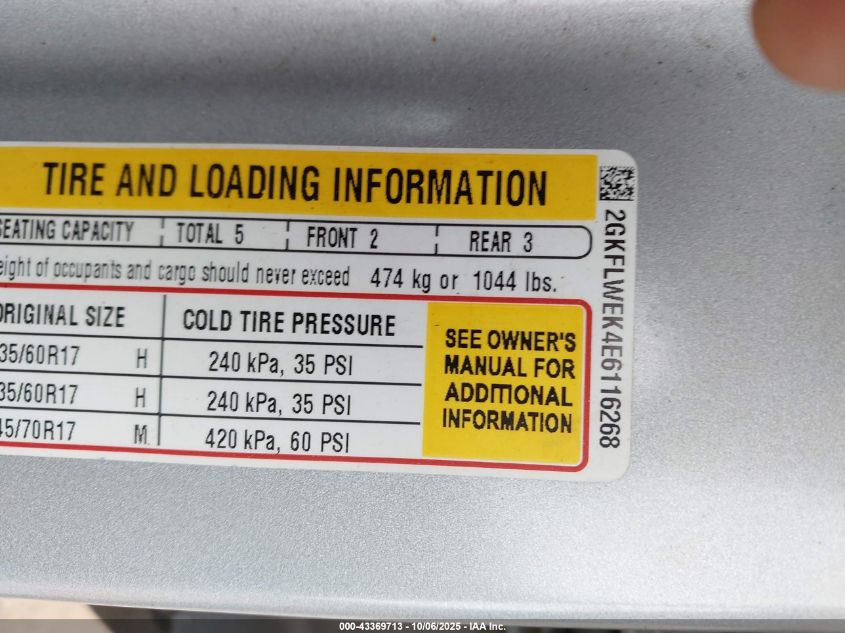 TIRE AND LOADING INFORMATION
SEATING CAPACITY TOTAL 5 FRONT 2 REAR 3
eight of occupants and cargo should never exceed 474 kg or 1044 lbs.
ORIGINAL SIZE COLD TIRE PRESSURE
35/60R17 H 240 kPa, 35 PSI
35/60R17 H 240 kPa, 35 PSI
45/70R17 M 420 kPa, 60 PSI
SEE OWNER'S
MANUAL FOR
ADDITIONAL
INFORMATION
2GKFLWEK4E6116268
000-43369713 - 10/06/2025 - IAA Inc.